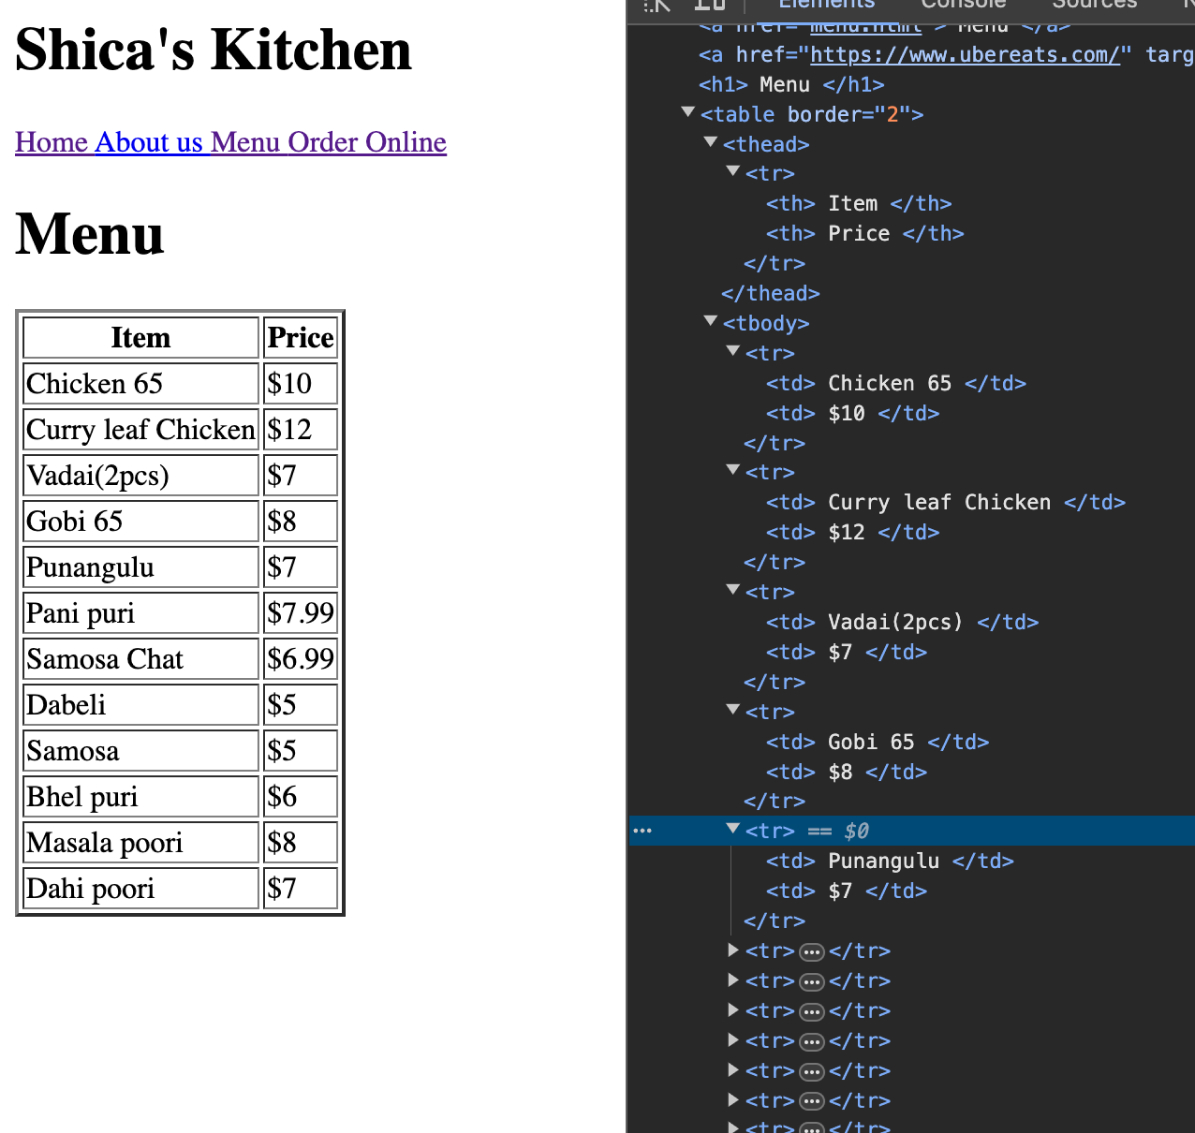 Shica's Kitchen
Home About us Menu Order Online
Menu
Item Price
Chicken 65 $10
Curry leaf Chicken $12
Vadai(2pcs) $7
Gobi 65 $8
Punangulu $7
Pani puri $7.99
Samosa Chat $6.99
Dabeli $5
Samosa $5
Bhel puri $6
Masala poori $8
Dahi poori $7
Elements Console Sources
<a href="menu.html"> Menu </a>
<a href="https://www.ubereats.com/" targ
<h1> Menu </h1>
<table border="2">
<thead>
<tr>
<th> Item </th>
<th> Price </th>
</tr>
</thead>
<tbody>
<tr>
<td> Chicken 65 </td>
<td> $10 </td>
</tr>
<tr>
<td> Curry leaf Chicken </td>
<td> $12 </td>
</tr>
<tr>
<td> Vadai(2pcs) </td>
<td> $7 </td>
</tr>
<tr>
<td> Gobi 65 </td>
<td> $8 </td>
</tr>
<tr> == $0
<td> Punangulu </td>
<td> $7 </td>
</tr>
<tr>…</tr>
<tr>…</tr>
<tr>…</tr>
<tr>…</tr>
<tr>…</tr>
<tr>…</tr>
<tr>…</tr>